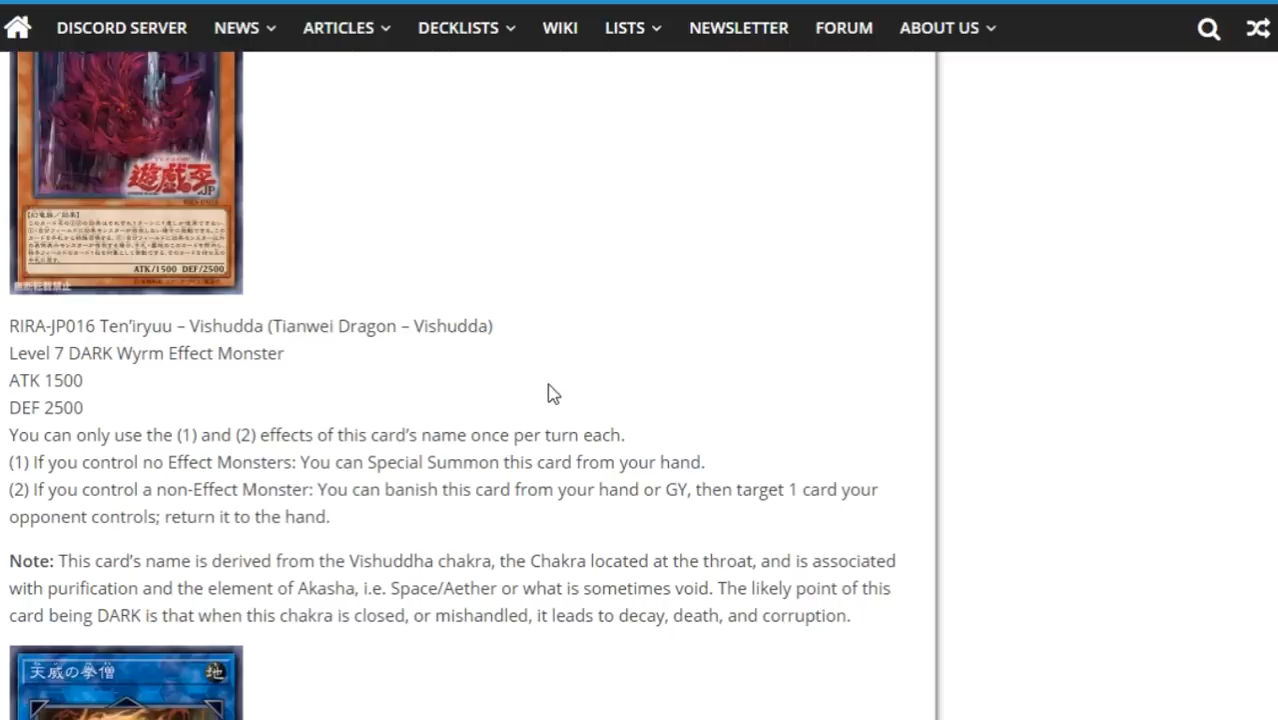 DISCORD SERVER NEWS ARTICLES DECKLISTS WIKI LISTS NEWSLETTER FORUM ABOUT US
遊戯王
JP
ATK/1500 DEF/2500
無断転載禁止
RIRA-JP016 Ten’iryuu – Vishudda (Tianwei Dragon – Vishudda)
Level 7 DARK Wyrm Effect Monster
ATK 1500
DEF 2500
You can only use the (1) and (2) effects of this card’s name once per turn each.
(1) If you control no Effect Monsters: You can Special Summon this card from your hand.
(2) If you control a non-Effect Monster: You can banish this card from your hand or GY, then target 1 card your
opponent controls; return it to the hand.
Note: This card’s name is derived from the Vishuddha chakra, the Chakra located at the throat, and is associated
with purification and the element of Akasha, i.e. Space/Aether or what is sometimes void. The likely point of this
card being DARK is that when this chakra is closed, or mishandled, it leads to decay, death, and corruption.
天威の拳僧 地